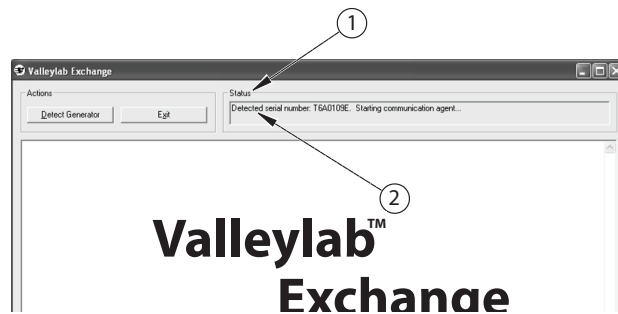 1
Valleylab Exchange
Actions
Status
Detect Generator
Exit
Detected serial number: T6A0109E. Starting communication agent...
2
Valleylab™
Exchange